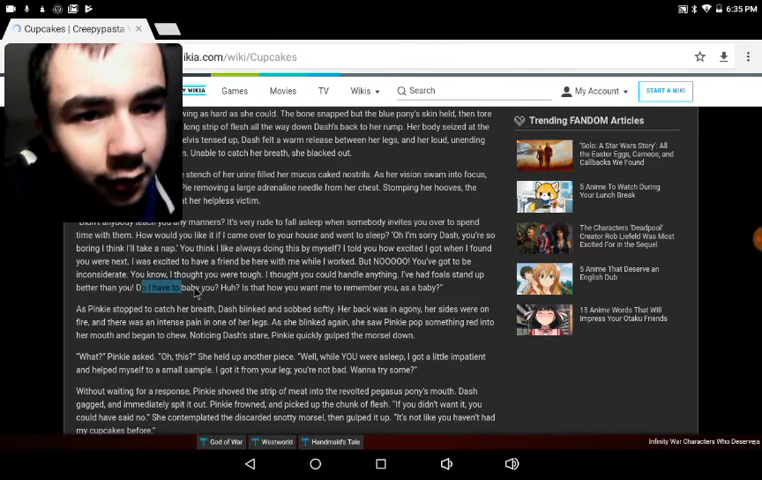 6:35 PM
Cupcakes | Creepypasta
ikia.com/wiki/Cupcakes
WIKIA Games Movies TV Wikis Search My Account START A WIKI
ving as hard as she could. The bone snapped but the blue pony's skin held, then tore
long strip of flesh all the way down Dash's back to her rump. Her body seized at the
elvis tensed up, Dash felt a warm release between her legs, and her loud, unending
m. Unable to catch her breath, she blacked out.
e stench of her urine filled her mucus caked nostrils. As her vision swam into focus,
Pie removing a large adrenaline needle from her chest. Stomping her hooves, the
at her helpless victim.
"Didn't anybody teach you any manners? It's very rude to fall asleep when somebody invites you over to spend
time with them. How would you like it if I came over to your house and went to sleep? 'Oh I'm sorry Dash, you're so
boring I think I'll take a nap.' You think I like always doing this by myself? I told you how excited I got when I found
you were next. I was excited to have a friend be here with me while I worked. But NOOOOO! You've got to be
inconsiderate. You know, I thought you were tough. I thought you could handle anything. I've had foals stand up
better than you! Do I have to baby you? Huh? Is that how you want me to remember you, as a baby?"
As Pinkie stopped to catch her breath, Dash blinked and sobbed softly. Her back was in agony, her sides were on
fire, and there was an intense pain in one of her legs. As she blinked again, she saw Pinkie pop something red into
her mouth and began to chew. Noticing Dash's stare, Pinkie quickly gulped the morsel down.
"What?" Pinkie asked. "Oh, this?" She held up another piece. "Well, while YOU were asleep, I got a little impatient
and helped myself to a small sample. I got it from your leg; you're not bad. Wanna try some?"
Without waiting for a response, Pinkie shoved the strip of meat into the revolted pegasus pony's mouth. Dash
gagged, and immediately spit it out. Pinkie frowned, and picked up the chunk of flesh. "If you didn't want it, you
could have said no." She contemplated the discarded snotty morsel, then gulped it up. "It's not like you haven't had
my cupcakes before."
Trending FANDOM Articles
'Solo: A Star Wars Story': All
the Easter Eggs, Cameos, and
Callbacks We Found
5 Anime To Watch During
Your Lunch Break
The Characters 'Deadpool'
Creator Rob Liefeld Was Most
Excited For in the Sequel
5 Anime That Deserve an
English Dub
15 Anime Words That Will
Impress Your Otaku Friends
God of War Westworld Handmaid's Tale
Infinity War Characters Who Deserve